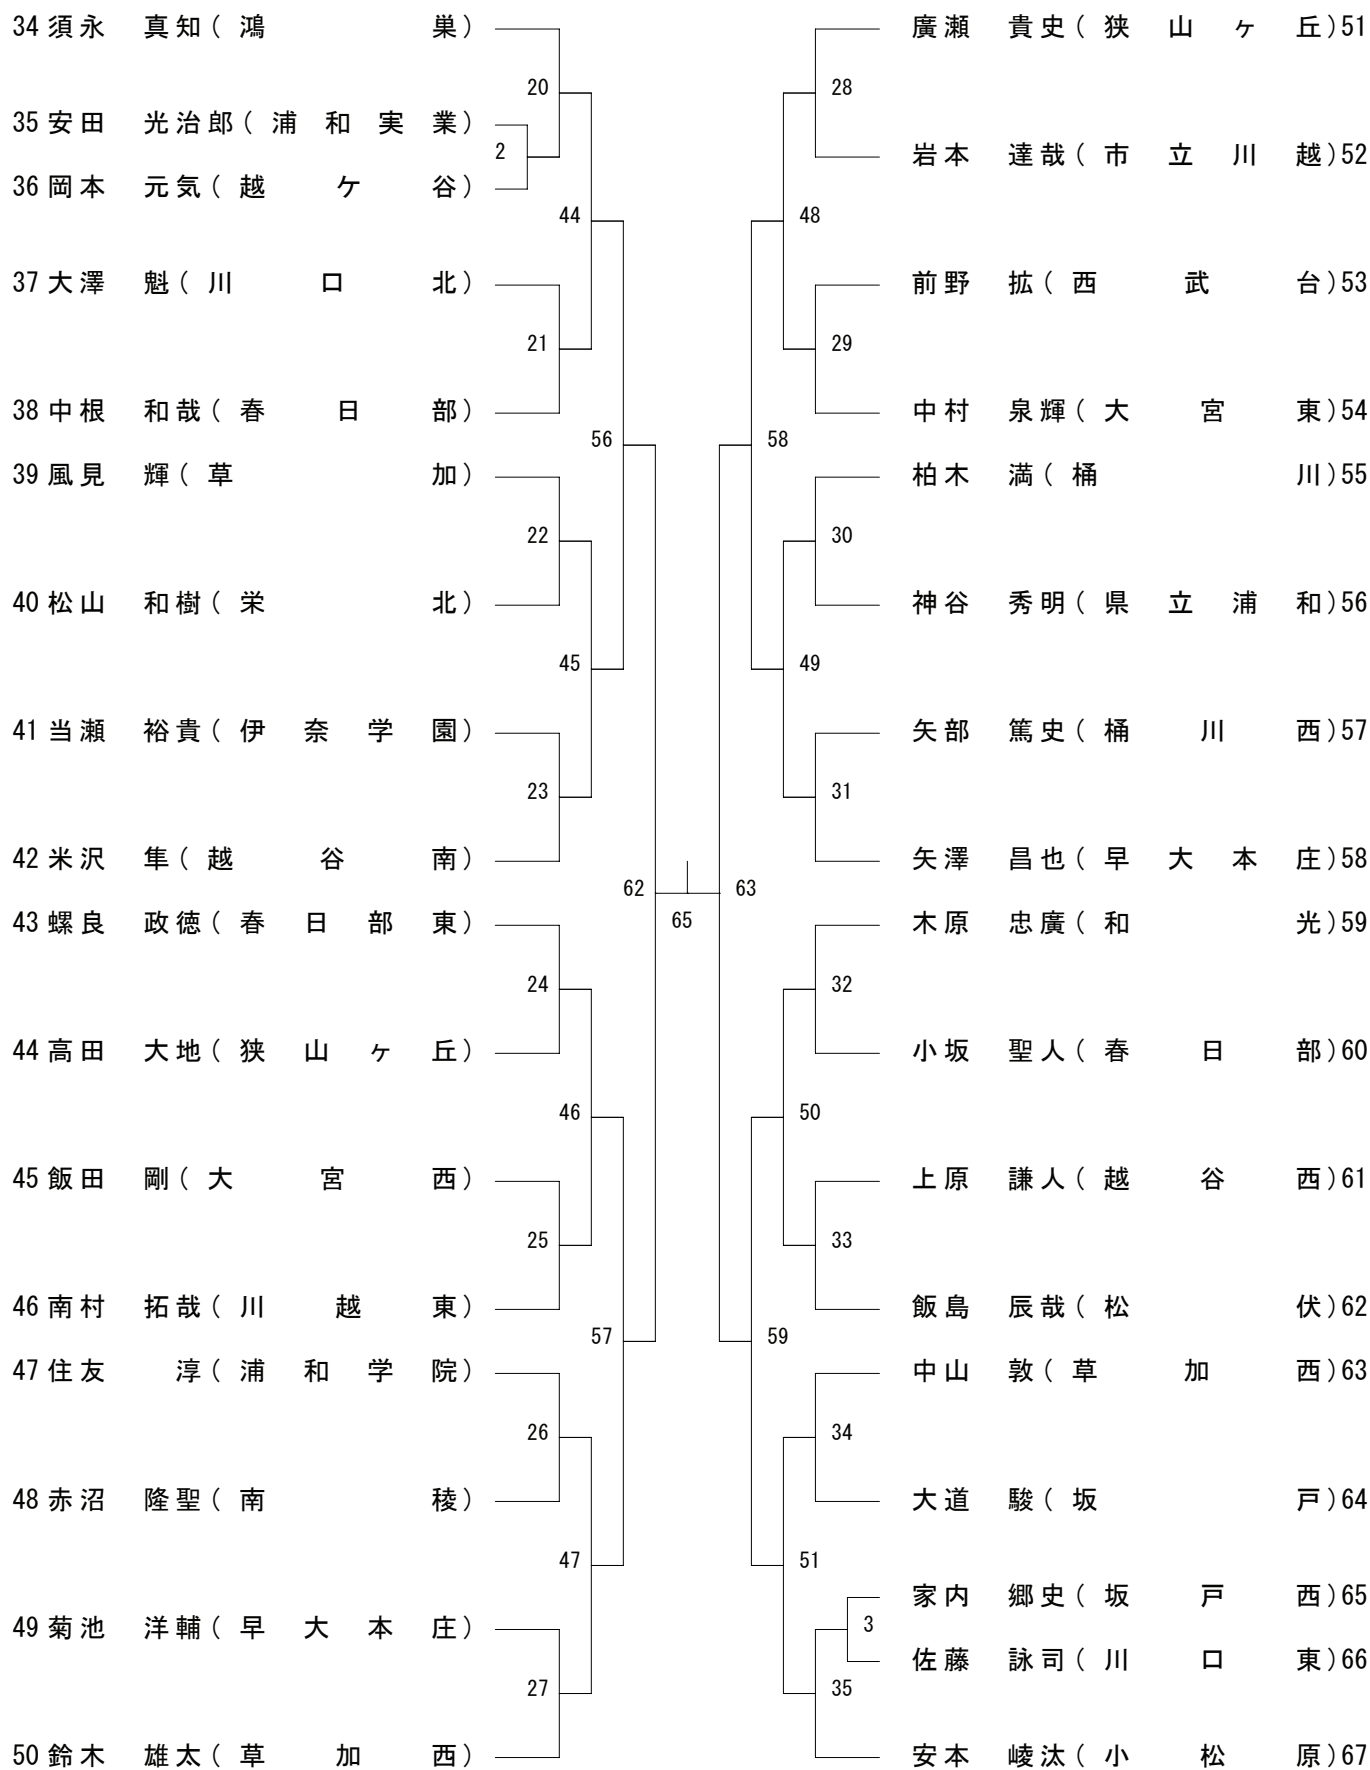 34 須永 真知(鴻巣)
20
35 安田 光治郎(浦和実業)
2
36 岡本 元気(越ケ谷)
44
37 大澤 魁(川口北)
21
38 中根 和哉(春日部)
56
39 風見 輝(草加)
22
40 松山 和樹(栄北)
45
41 当瀬 裕貴(伊奈学園)
23
42 米沢 隼(越谷南)
62
43 螺良 政徳(春日部東)
24
44 高田 大地(狭山ヶ丘)
46
45 飯田 剛(大宮西)
25
46 南村 拓哉(川越東)
57
47 住友 淳(浦和学院)
26
48 赤沼 隆聖(南稜)
47
49 菊池 洋輔(早大本庄)
27
50 鈴木 雄太(草加西)
65
廣瀬 貴史(狭山ヶ丘)51
28
岩本 達哉(市立川越)52
48
前野 拡(西武台)53
29
中村 泉輝(大宮東)54
58
柏木 満(桶川)55
30
神谷 秀明(県立浦和)56
49
矢部 篤史(桶川西)57
31
矢澤 昌也(早大本庄)58
63
木原 忠廣(和光)59
32
小坂 聖人(春日部)60
50
上原 謙人(越谷西)61
33
飯島 辰哉(松伏)62
59
中山 敦(草加西)63
34
大道 駿(坂戸)64
51
家内 郷史(坂戸西)65
3
佐藤 詠司(川口東)66
35
安本 崚汰(小松原)67